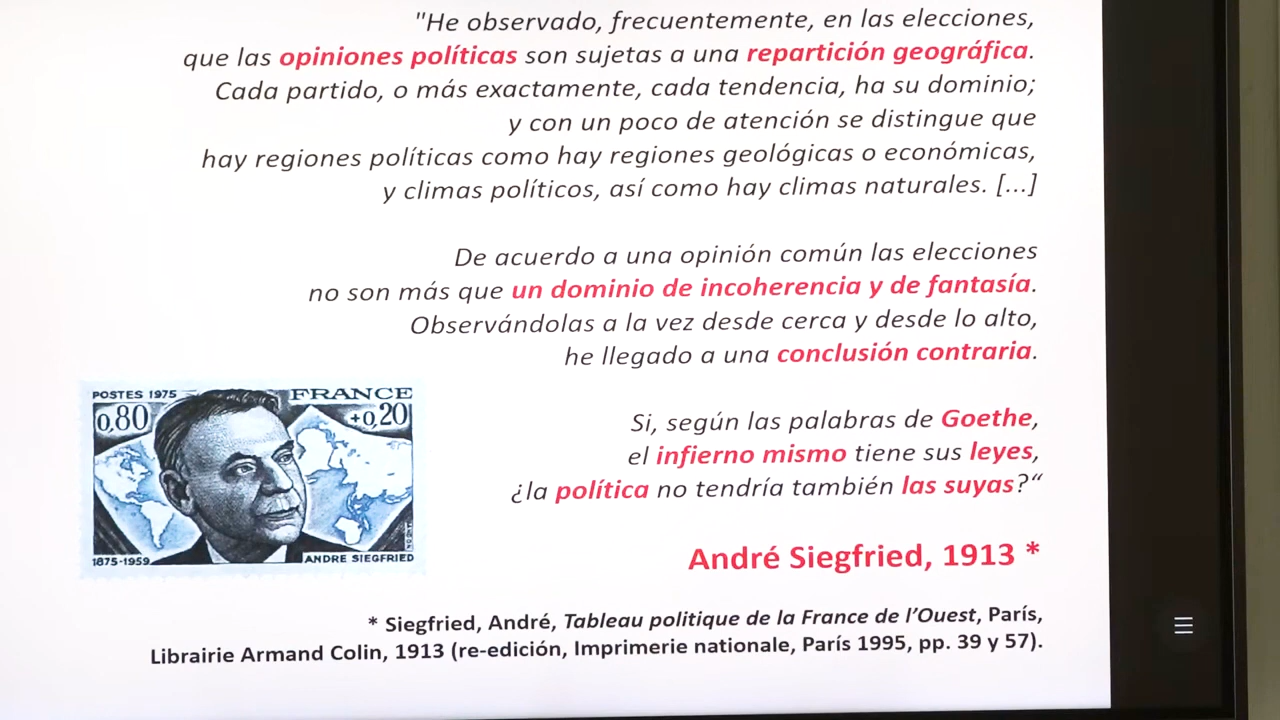 "He observado, frecuentemente, en las elecciones,
que las opiniones políticas son sujetas a una repartición geográfica.
Cada partido, o más exactamente, cada tendencia, ha su dominio;
y con un poco de atención se distingue que
hay regiones políticas como hay regiones geológicas o económicas,
y climas políticos, así como hay climas naturales. [...]
De acuerdo a una opinión común las elecciones
no son más que un dominio de incoherencia y de fantasía.
Observándolas a la vez desde cerca y desde lo alto,
he llegado a una conclusión contraria.
Si, según las palabras de Goethe,
el infierno mismo tiene sus leyes,
¿la política no tendría también las suyas?“
André Siegfried, 1913 *
POSTES 1975 FRANCE
0,80 +0,20
1875-1959 ANDRE SIEGFRIED
* Siegfried, André, Tableau politique de la France de l’Ouest, París,
Librairie Armand Colin, 1913 (re-edición, Imprimerie nationale, París 1995, pp. 39 y 57).